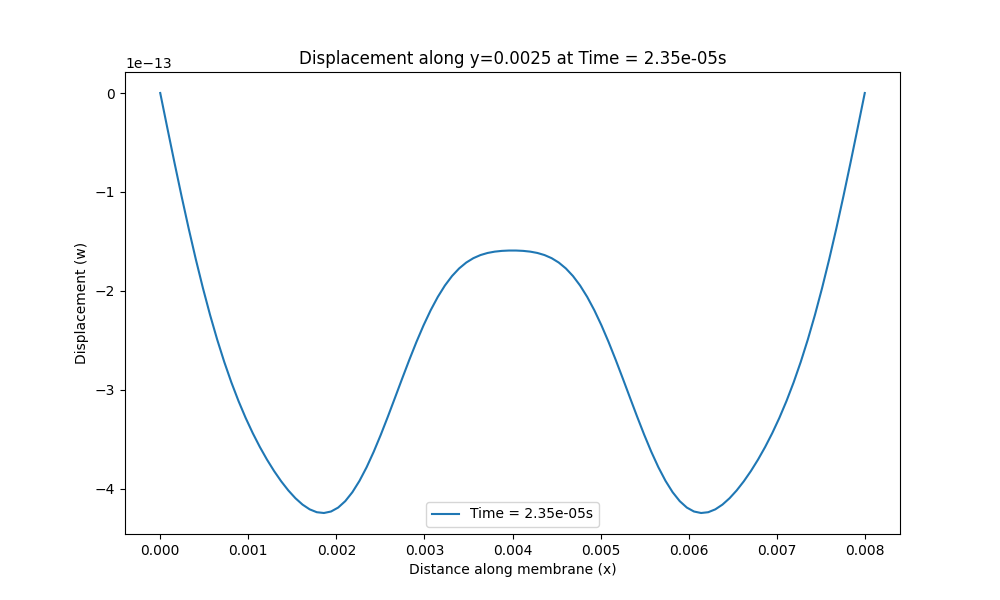 Displacement along y=0.0025 at Time = 2.35e-05s
1e−13
0
−1
−2
−3
−4
Displacement (w)
Time = 2.35e-05s
0.000 0.001 0.002 0.003 0.004 0.005 0.006 0.007 0.008
Distance along membrane (x)